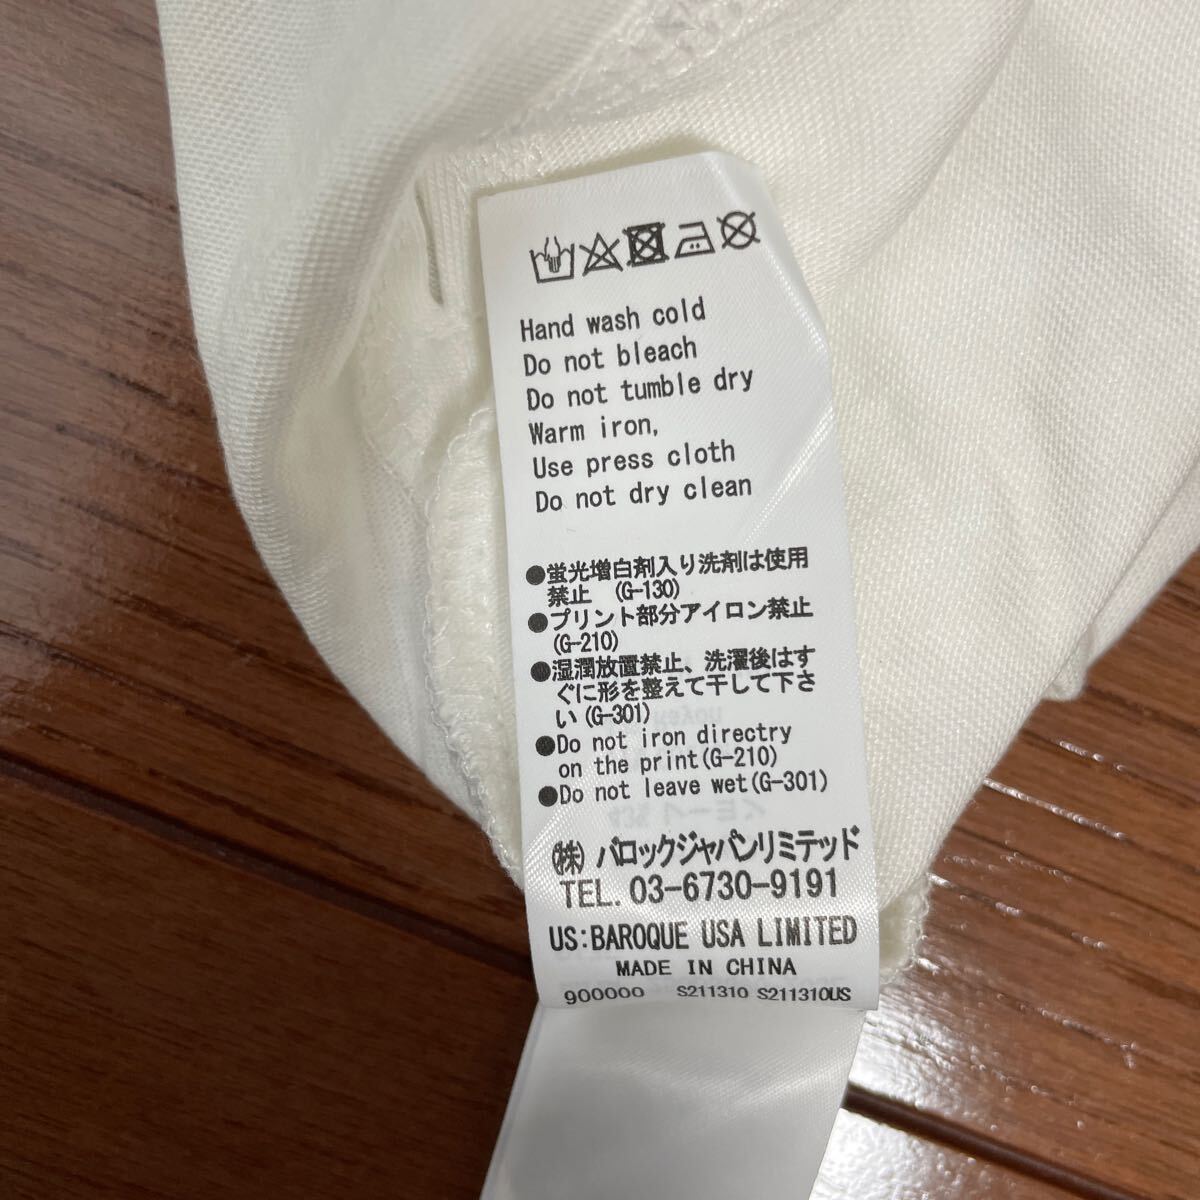 Hand wash cold
Do not bleach
Do not tumble dry
Warm iron,
Use press cloth
Do not dry clean
●蛍光増白剤入り洗剤は使用
禁止 (G-130)
●プリント部分アイロン禁止
(G-210)
●湿潤放置禁止、洗濯後はす
ぐに形を整えて干して下さ
い(G-301)
●Do not iron directry
on the print(G-210)
●Do not leave wet(G-301)
㈱ バロックジャパンリミテッド
TEL. 03-6730-9191
US:BAROQUE USA LIMITED
MADE IN CHINA
900000 S211310 S211310US